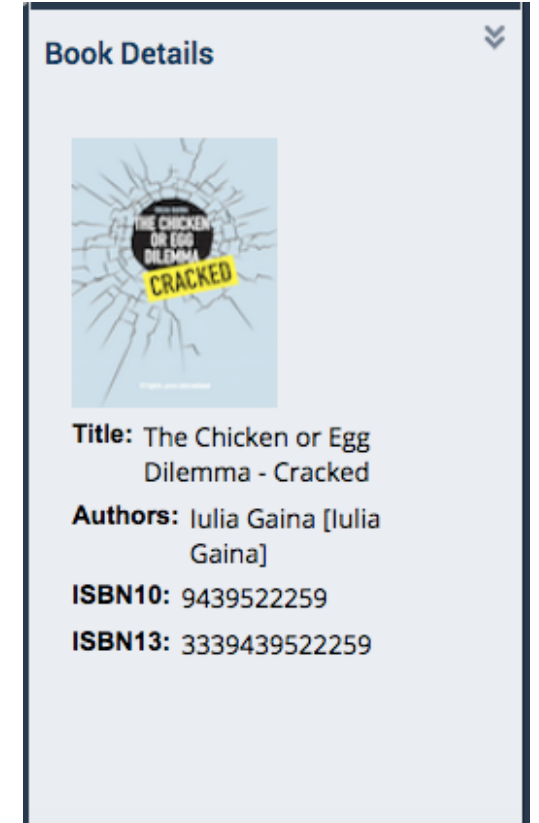 Book Details
THE CHICKEN
OR EGG
DILEMMA
CRACKED
Title: The Chicken or Egg
Dilemma - Cracked
Authors: Iulia Gaina [Iulia
Gaina]
ISBN10: 9439522259
ISBN13: 3339439522259